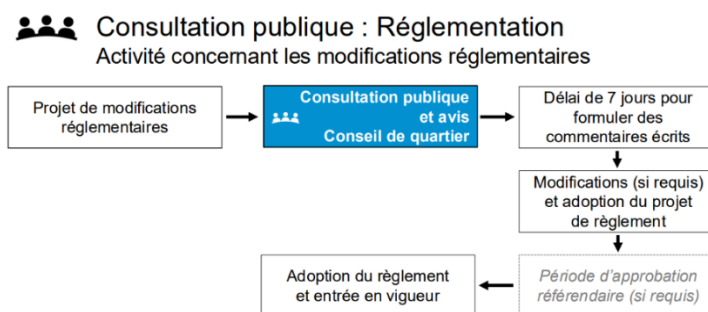 Consultation publique : Réglementation
Activité concernant les modifications réglementaires
Projet de modifications
réglementaires
Consultation publique
et avis
Conseil de quartier
Délai de 7 jours pour
formuler des
commentaires écrits
Modifications (si requis)
et adoption du projet
de règlement
Période d'approbation
référendaire (si requis)
Adoption du règlement
et entrée en vigueur